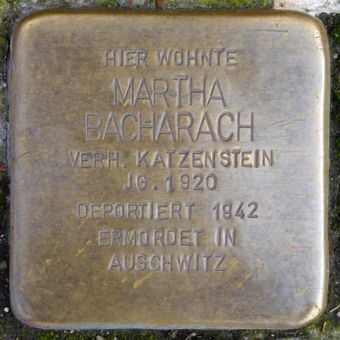 HIER WOHNTE
MARTHA
BACHARACH
VERH. KATZENSTEIN
JG. 1920
DEPORTIERT 1942
ERMORDET IN
AUSCHWITZ